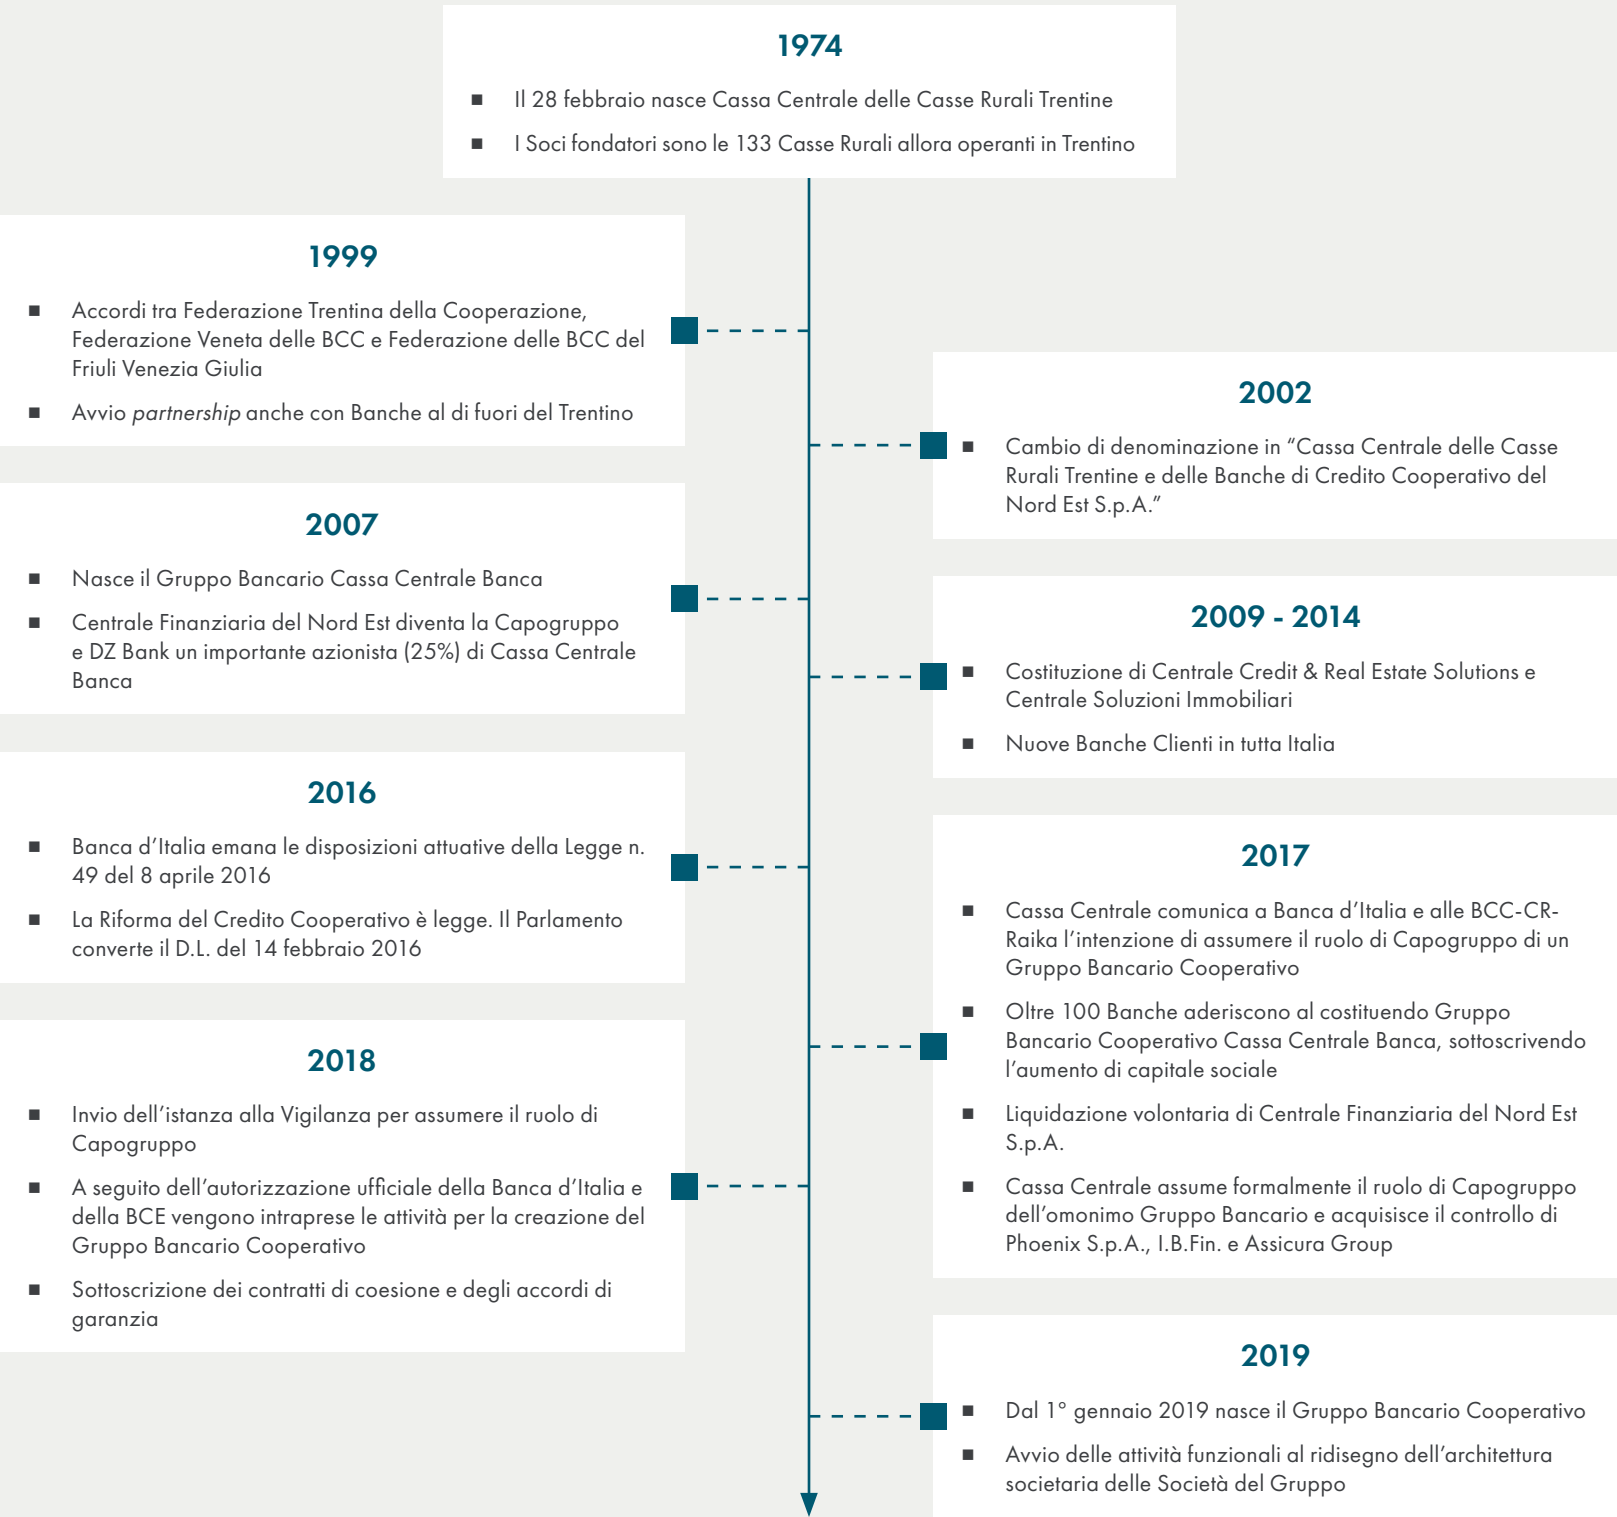 1974
■ Il 28 febbraio nasce Cassa Centrale delle Casse Rurali Trentine
■ I Soci fondatori sono le 133 Casse Rurali allora operanti in Trentino
1999
■ Accordi tra Federazione Trentina della Cooperazione,
Federazione Veneta delle BCC e Federazione delle BCC del
Friuli Venezia Giulia
■ Avvio partnership anche con Banche al di fuori del Trentino
2002
■ Cambio di denominazione in “Cassa Centrale delle Casse
Rurali Trentine e delle Banche di Credito Cooperativo del
Nord Est S.p.A.”
2007
■ Nasce il Gruppo Bancario Cassa Centrale Banca
■ Centrale Finanziaria del Nord Est diventa la Capogruppo
e DZ Bank un importante azionista (25%) di Cassa Centrale
Banca
2009 - 2014
■ Costituzione di Centrale Credit & Real Estate Solutions e
Centrale Soluzioni Immobiliari
■ Nuove Banche Clienti in tutta Italia
2016
■ Banca d’Italia emana le disposizioni attuative della Legge n.
49 del 8 aprile 2016
■ La Riforma del Credito Cooperativo è legge. Il Parlamento
converte il D.L. del 14 febbraio 2016
2017
■ Cassa Centrale comunica a Banca d’Italia e alle BCC-CR-
Raika l’intenzione di assumere il ruolo di Capogruppo di un
Gruppo Bancario Cooperativo
■ Oltre 100 Banche aderiscono al costituendo Gruppo
Bancario Cooperativo Cassa Centrale Banca, sottoscrivendo
l’aumento di capitale sociale
■ Liquidazione volontaria di Centrale Finanziaria del Nord Est
S.p.A.
■ Cassa Centrale assume formalmente il ruolo di Capogruppo
dell’omonimo Gruppo Bancario e acquisisce il controllo di
Phoenix S.p.A., I.B.Fin. e Assicura Group
2018
■ Invio dell’istanza alla Vigilanza per assumere il ruolo di
Capogruppo
■ A seguito dell’autorizzazione ufficiale della Banca d’Italia e
della BCE vengono intraprese le attività per la creazione del
Gruppo Bancario Cooperativo
■ Sottoscrizione dei contratti di coesione e degli accordi di
garanzia
2019
■ Dal 1° gennaio 2019 nasce il Gruppo Bancario Cooperativo
■ Avvio delle attività funzionali al ridisegno dell’architettura
societaria delle Società del Gruppo